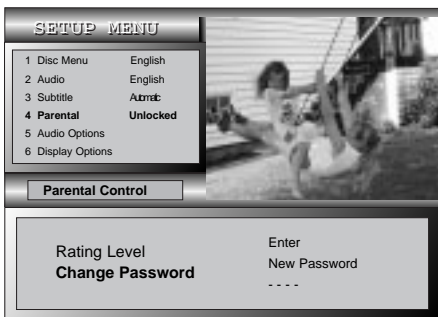 SETUP MENU
1 Disc Menu English
2 Audio English
3 Subtitle Automatic
4 Parental Unlocked
5 Audio Options
6 Display Options
Parental Control
Rating Level
Change Password
Enter
New Password
- - - -